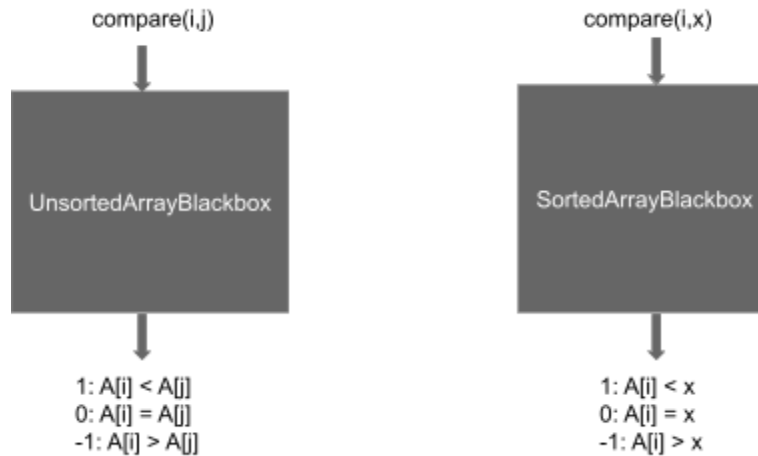 compare(i,j)
UnsortedArrayBlackbox
1: A[i] < A[j]
0: A[i] = A[j]
-1: A[i] > A[j]
compare(i,x)
SortedArrayBlackbox
1: A[i] < x
0: A[i] = x
-1: A[i] > x